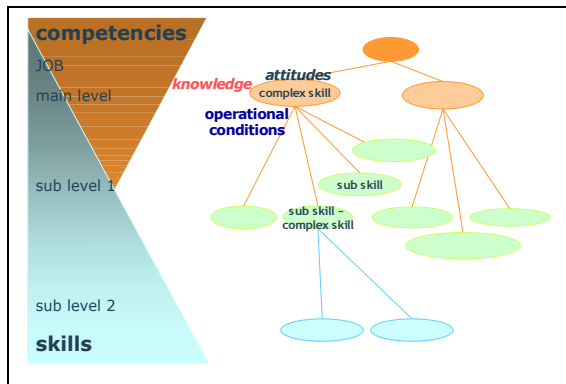 competencies
JOB
main level
sub level 1
sub level 2
skills
attitudes
knowledge
complex skill
operational
conditions
sub skill
sub skill –
complex skill